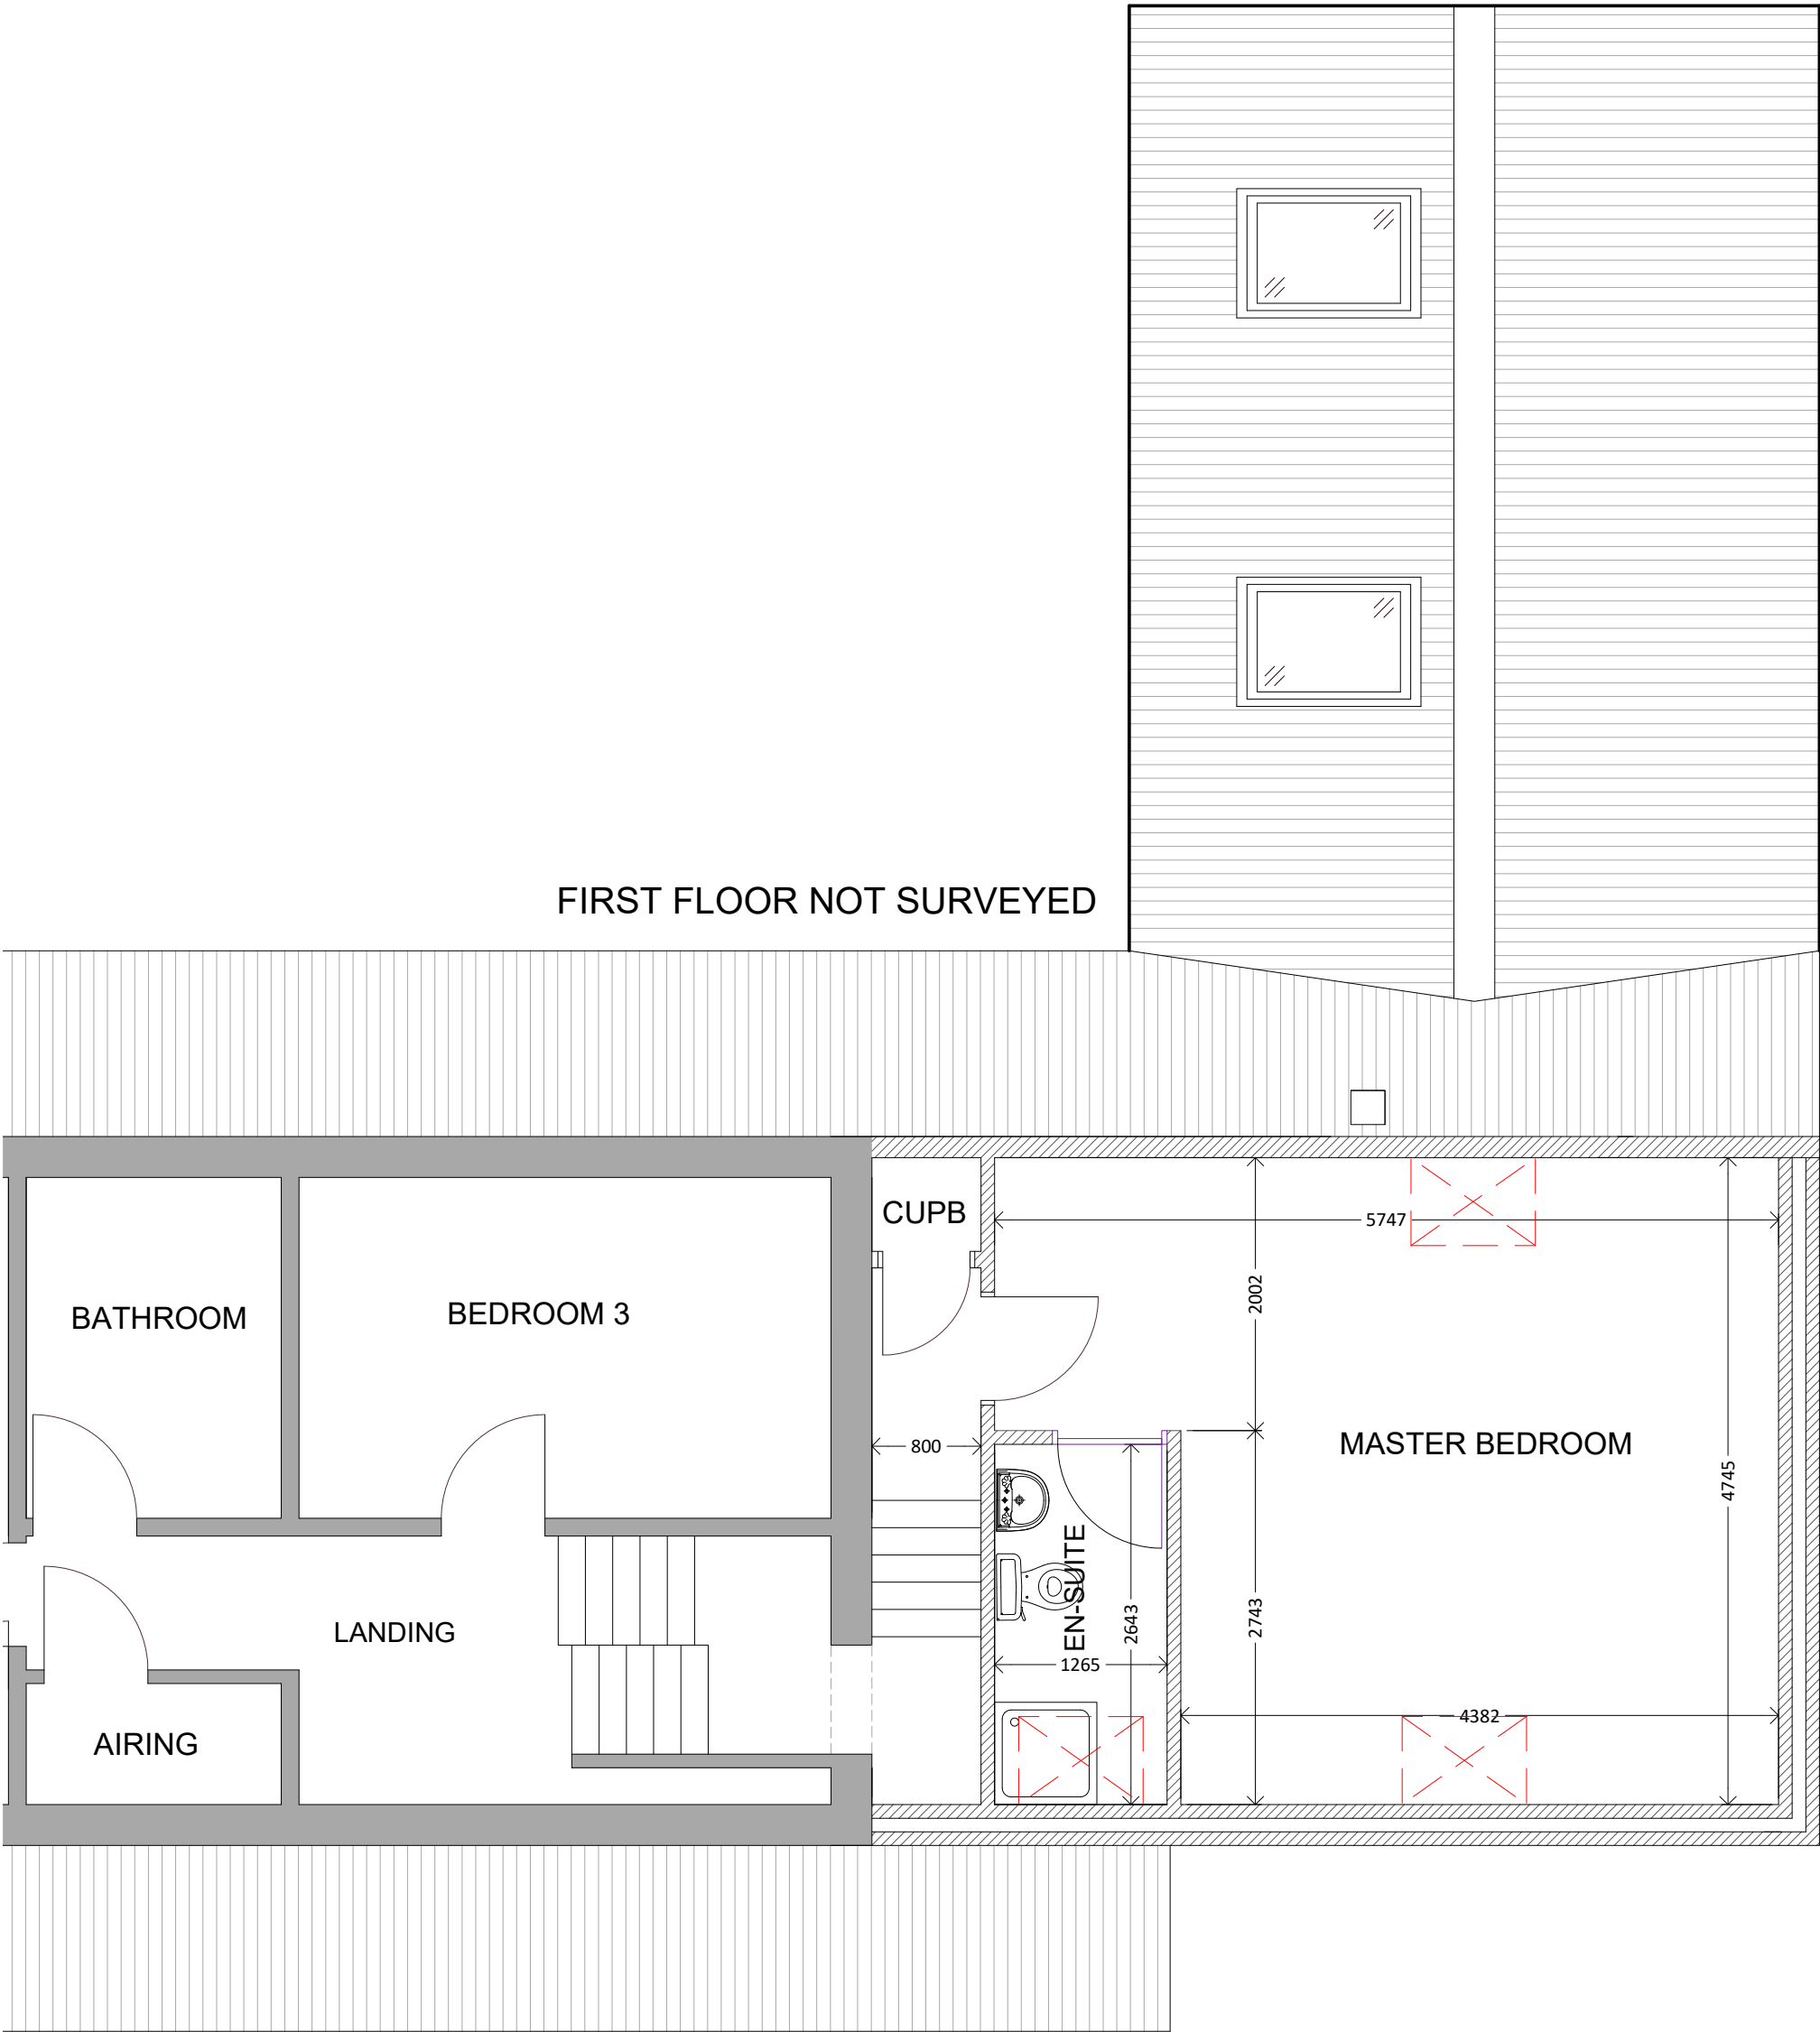 FIRST FLOOR NOT SURVEYED
CUPB
5747
BATHROOM
BEDROOM 3
2002
MASTER BEDROOM
800
4745
EN-SUITE
2643
2743
LANDING
1265
4382
AIRING